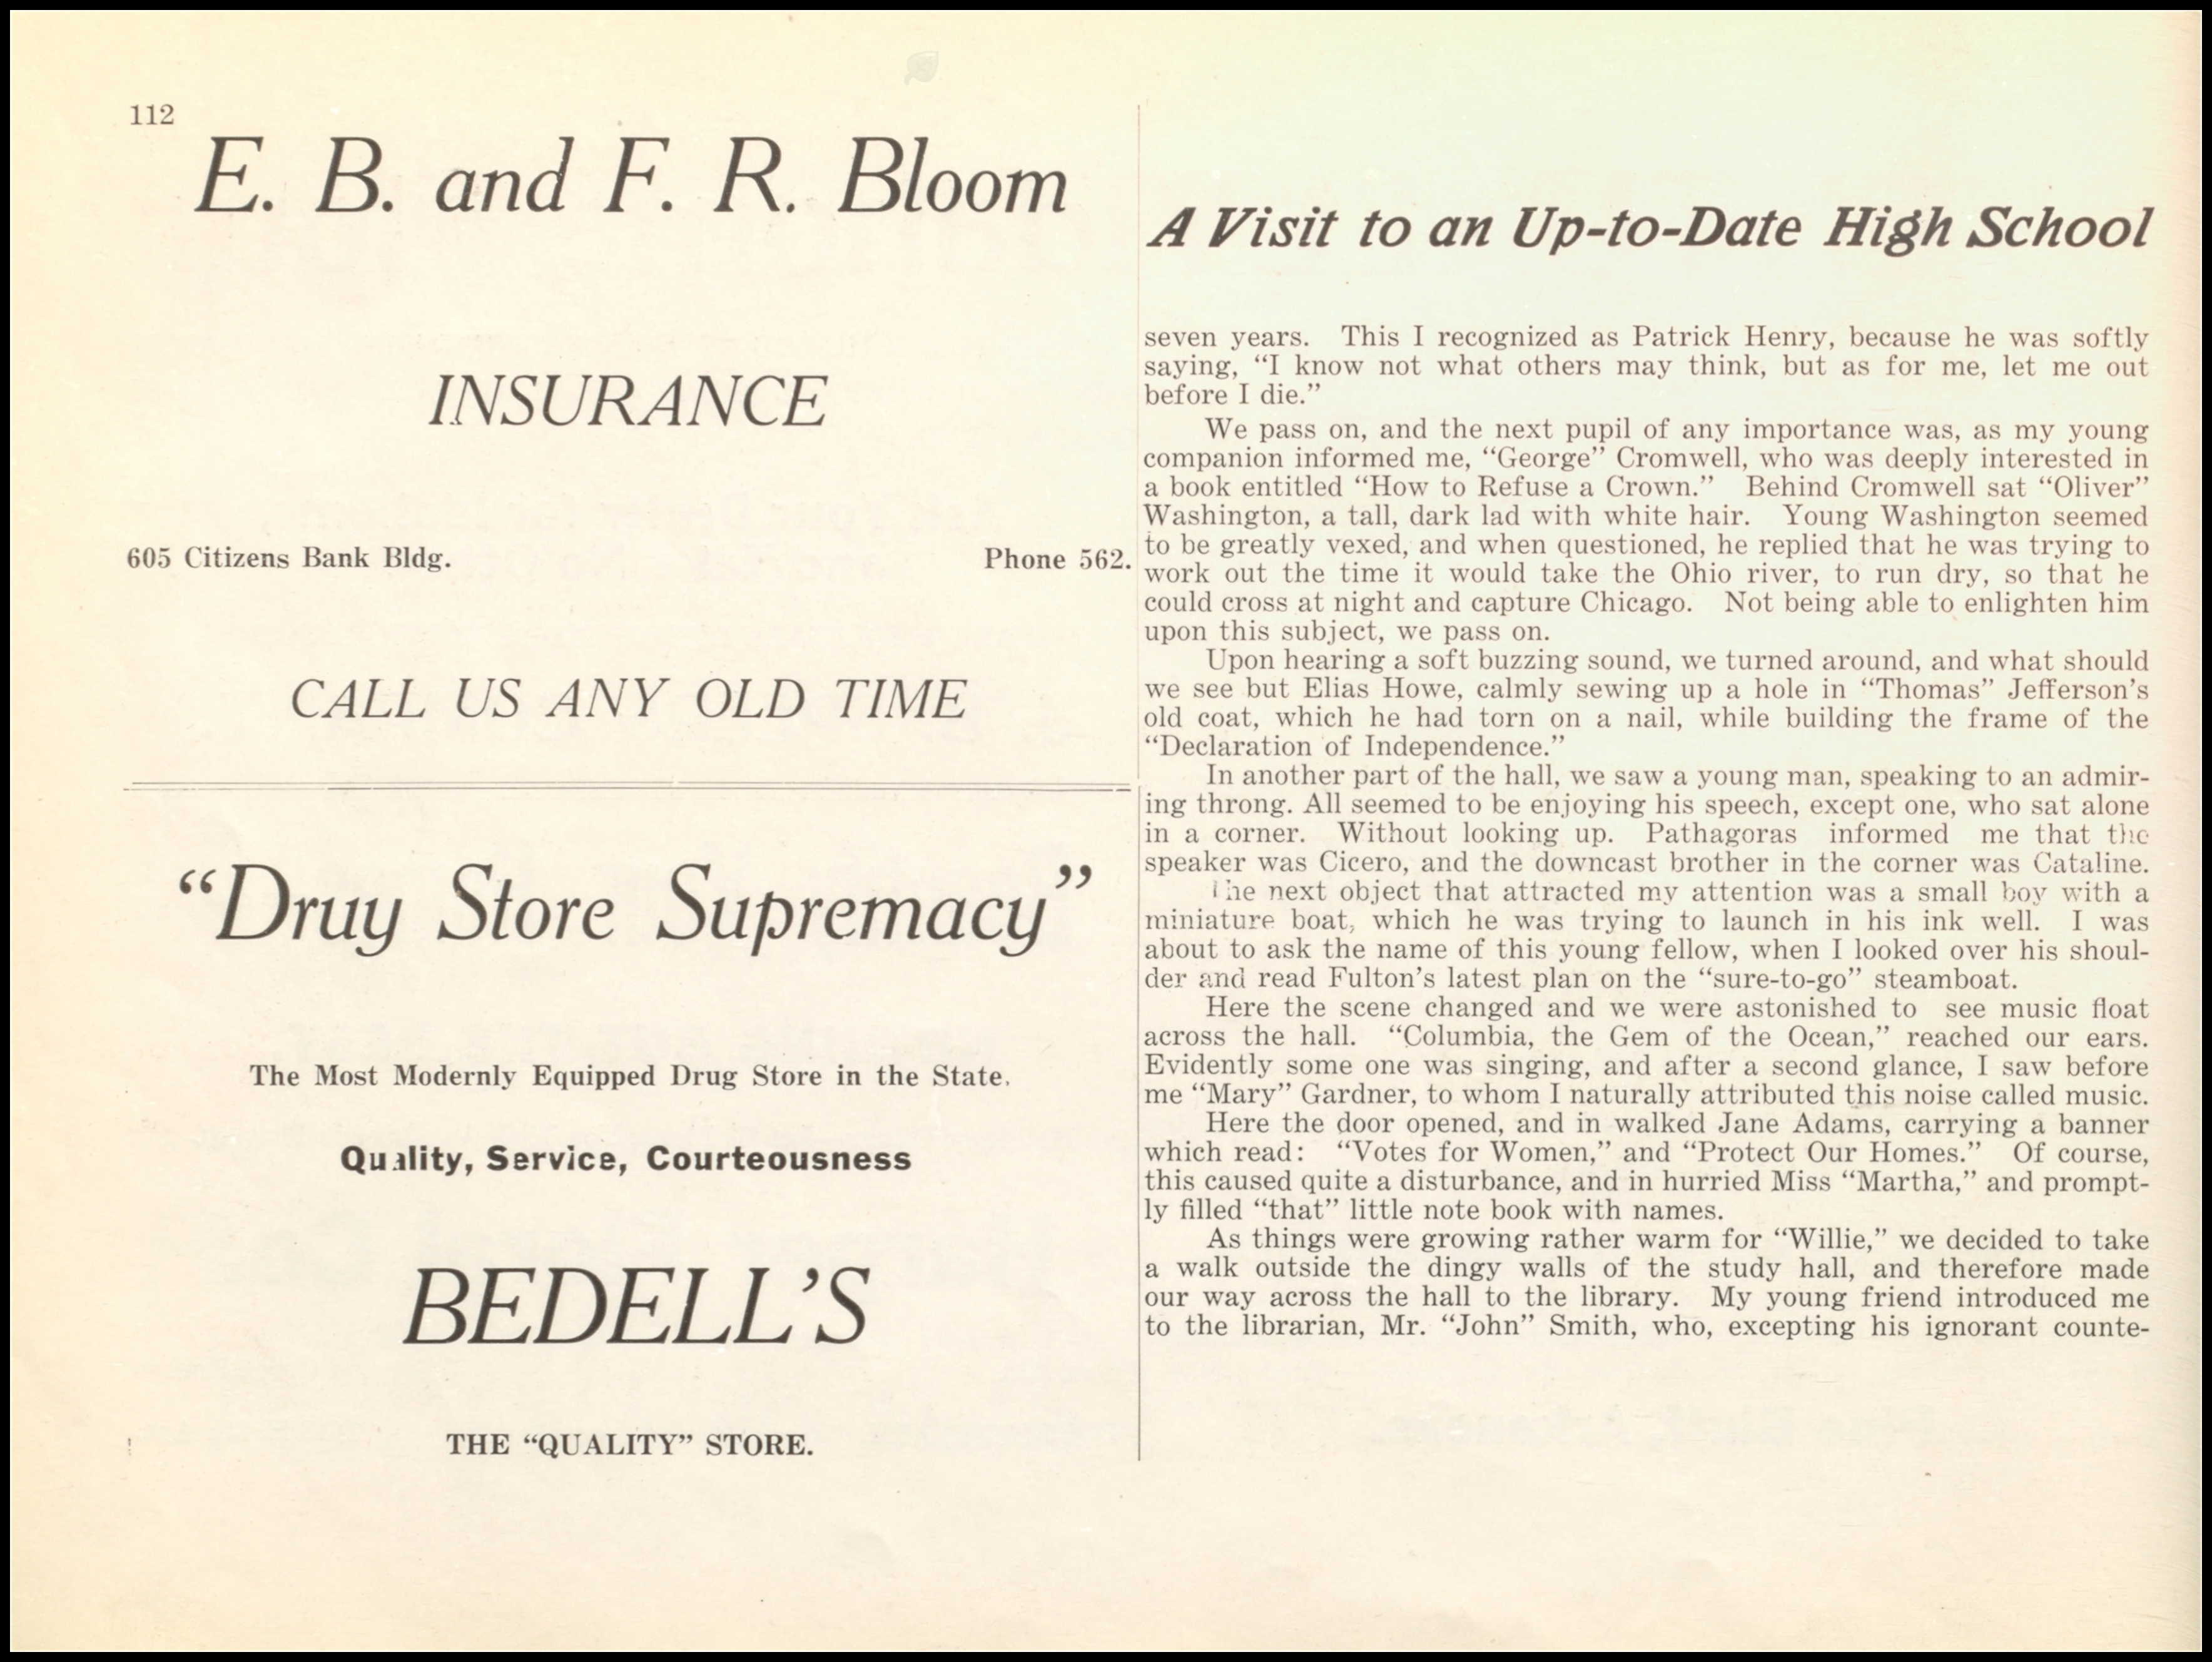 112
E. B. and F. R. Bloom
INSURANCE
605 Citizens Bank Bldg. Phone 562.
CALL US ANY OLD TIME
“Druy Store Supremacy”
The Most Modernly Equipped Drug Store in the State.
Quality, Service, Courteousness
BEDELL’S
THE “QUALITY” STORE.
A Visit to an Up-to-Date High School
seven years. This I recognized as Patrick Henry, because he was softly
saying, “I know not what others may think, but as for me, let me out
before I die.”
We pass on, and the next pupil of any importance was, as my young
companion informed me, “George” Cromwell, who was deeply interested in
a book entitled “How to Refuse a Crown.” Behind Cromwell sat “Oliver”
Washington, a tall, dark lad with white hair. Young Washington seemed
to be greatly vexed, and when questioned, he replied that he was trying to
work out the time it would take the Ohio river, to run dry, so that he
could cross at night and capture Chicago. Not being able to enlighten him
upon this subject, we pass on.
Upon hearing a soft buzzing sound, we turned around, and what should
we see but Elias Howe, calmly sewing up a hole in “Thomas” Jefferson’s
old coat, which he had torn on a nail, while building the frame of the
“Declaration of Independence.”
In another part of the hall, we saw a young man, speaking to an admir-
ing throng. All seemed to be enjoying his speech, except one, who sat alone
in a corner. Without looking up. Pathagoras informed me that the
speaker was Cicero, and the downcast brother in the corner was Cataline.
The next object that attracted my attention was a small boy with a
miniature boat, which he was trying to launch in his ink well. I was
about to ask the name of this young fellow, when I looked over his shoul-
der and read Fulton’s latest plan on the “sure-to-go” steamboat.
Here the scene changed and we were astonished to see music float
across the hall. “Columbia, the Gem of the Ocean,” reached our ears.
Evidently some one was singing, and after a second glance, I saw before
me “Mary” Gardner, to whom I naturally attributed this noise called music.
Here the door opened, and in walked Jane Adams, carrying a banner
which read: “Votes for Women,” and “Protect Our Homes.” Of course,
this caused quite a disturbance, and in hurried Miss “Martha,” and prompt-
ly filled “that” little note book with names.
As things were growing rather warm for “Willie,” we decided to take
a walk outside the dingy walls of the study hall, and therefore made
our way across the hall to the library. My young friend introduced me
to the librarian, Mr. “John” Smith, who, excepting his ignorant counte-